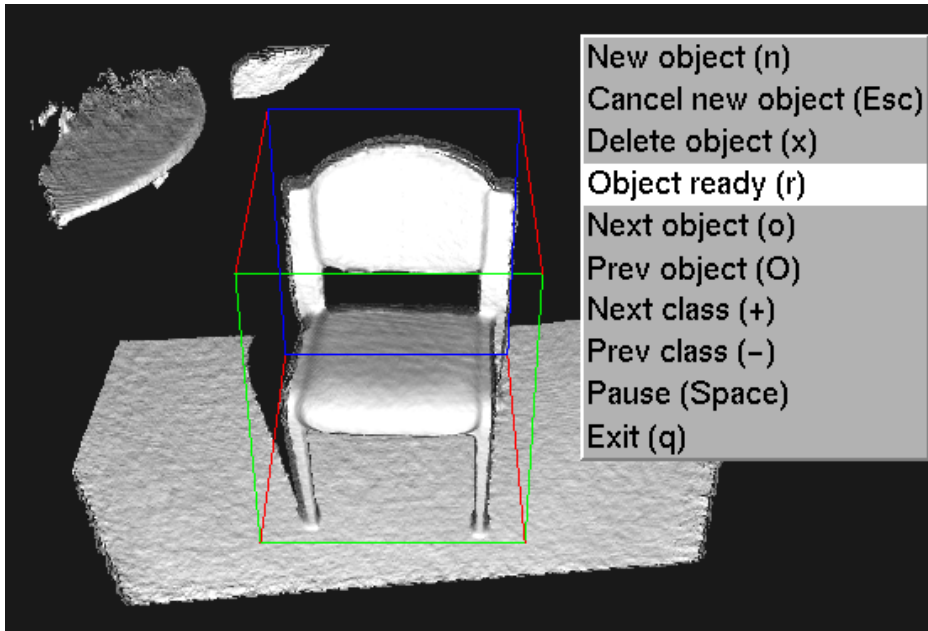 New object (n)
Cancel new object (Esc)
Delete object (x)
Object ready (r)
Next object (o)
Prev object (O)
Next class (+)
Prev class (−)
Pause (Space)
Exit (q)